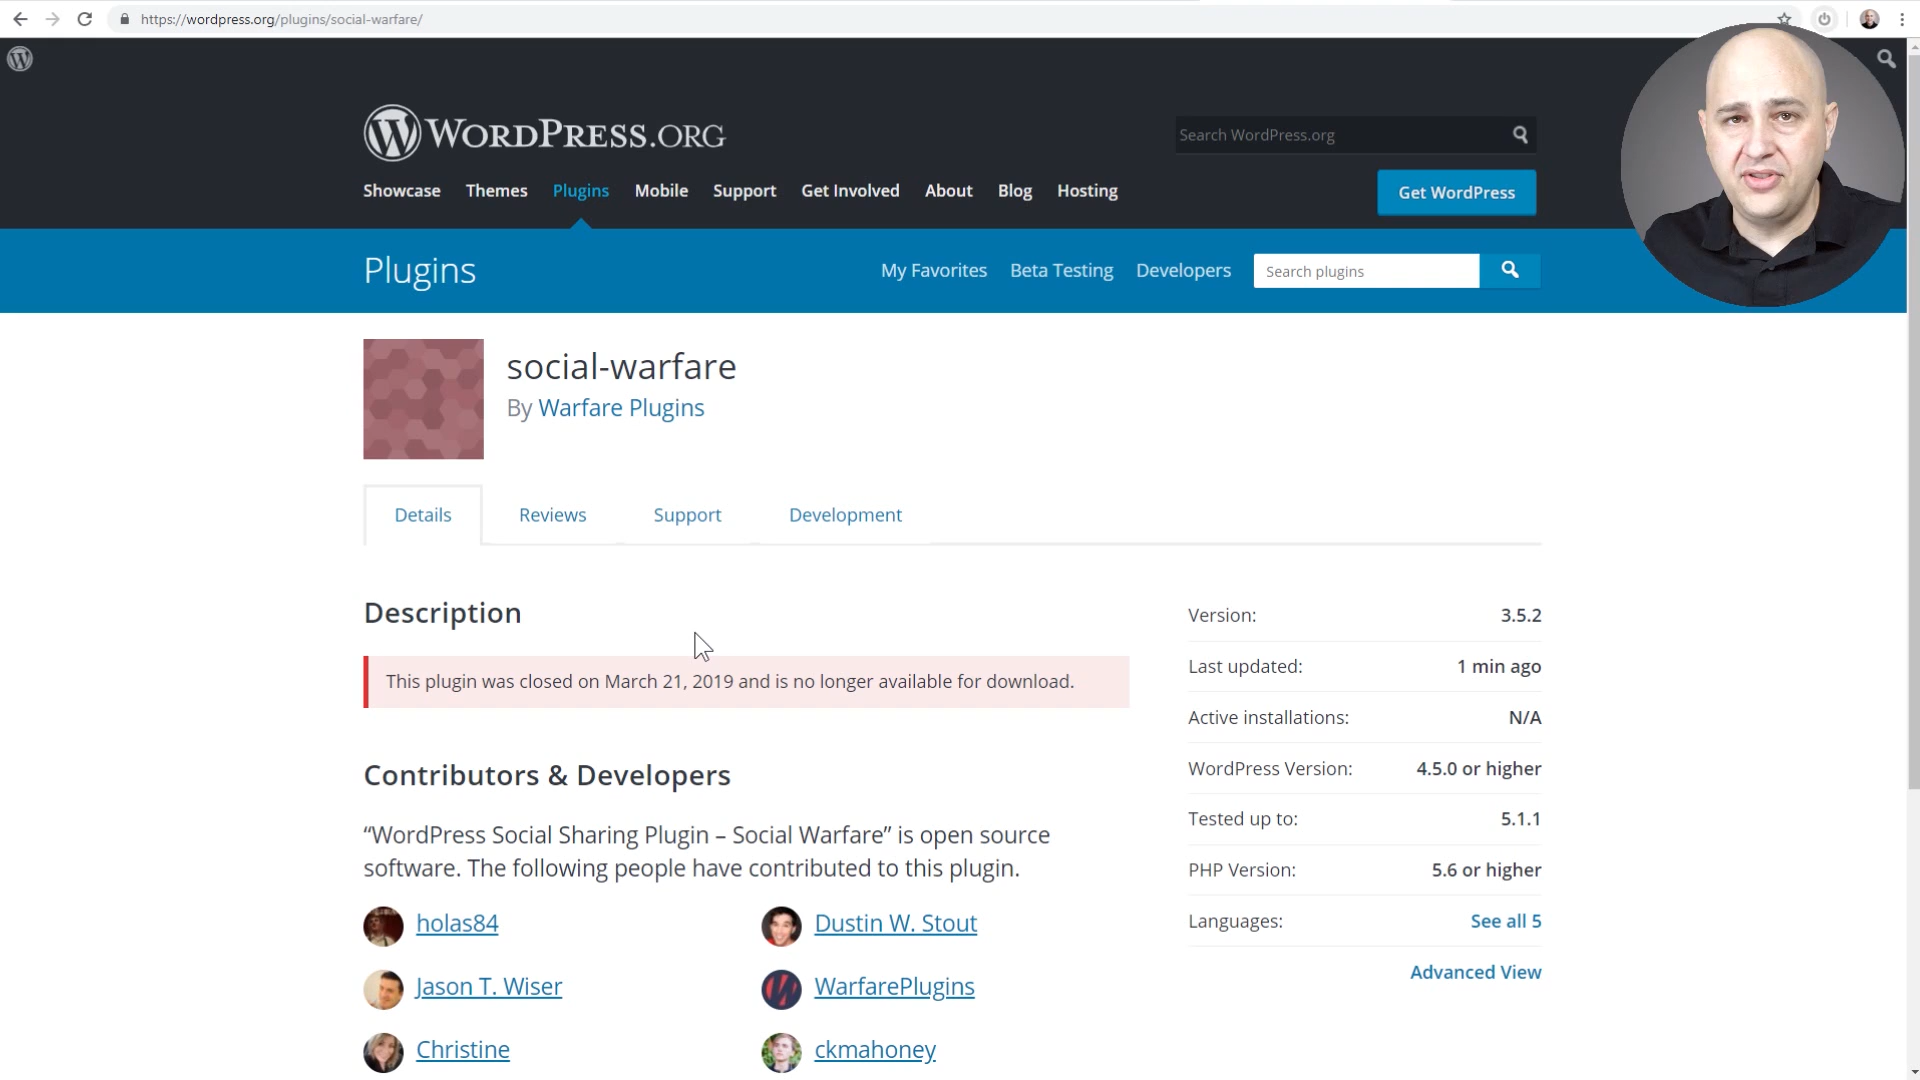 https://wordpress.org/plugins/social-warfare/
WORDPRESS.ORG
Search WordPress.org
Showcase Themes Plugins Mobile Support Get Involved About Blog Hosting
Get WordPress
Plugins
My Favorites Beta Testing Developers
Search plugins
social-warfare
By Warfare Plugins
Details Reviews Support Development
Description
This plugin was closed on March 21, 2019 and is no longer available for download.
Contributors & Developers
“WordPress Social Sharing Plugin – Social Warfare” is open source
software. The following people have contributed to this plugin.
holas84
Dustin W. Stout
Jason T. Wiser
WarfarePlugins
Christine
ckmahoney
Version: 3.5.2
Last updated: 1 min ago
Active installations: N/A
WordPress Version: 4.5.0 or higher
Tested up to: 5.1.1
PHP Version: 5.6 or higher
Languages: See all 5
Advanced View